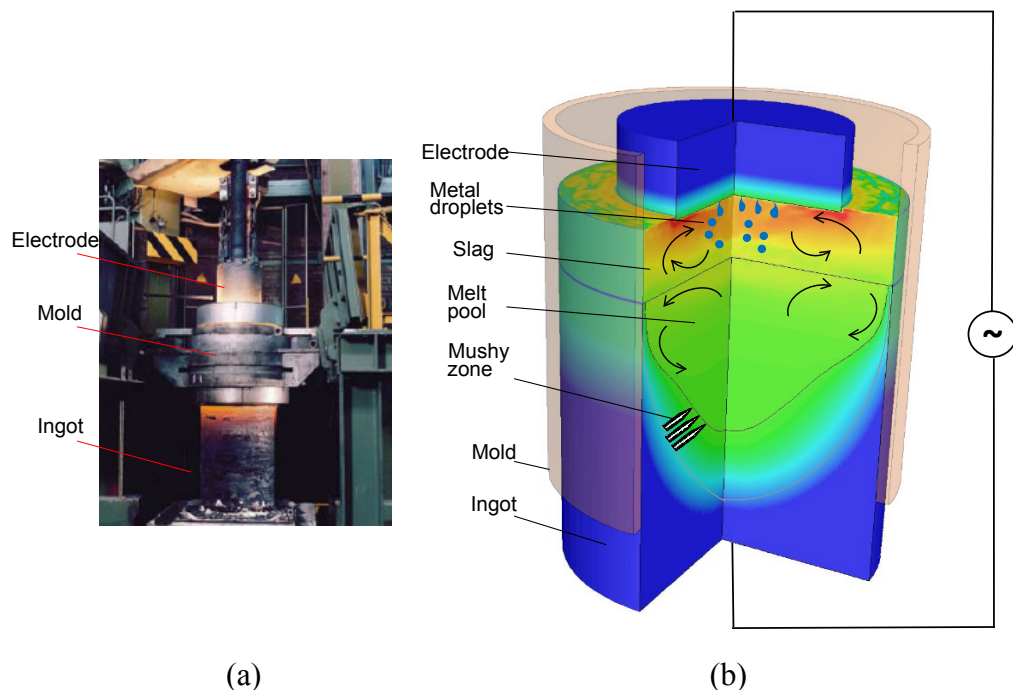 Electrode
Mold
Ingot
(a)
Electrode
Metal
droplets
Slag
Melt
pool
Mushy
zone
Mold
Ingot
~
(b)